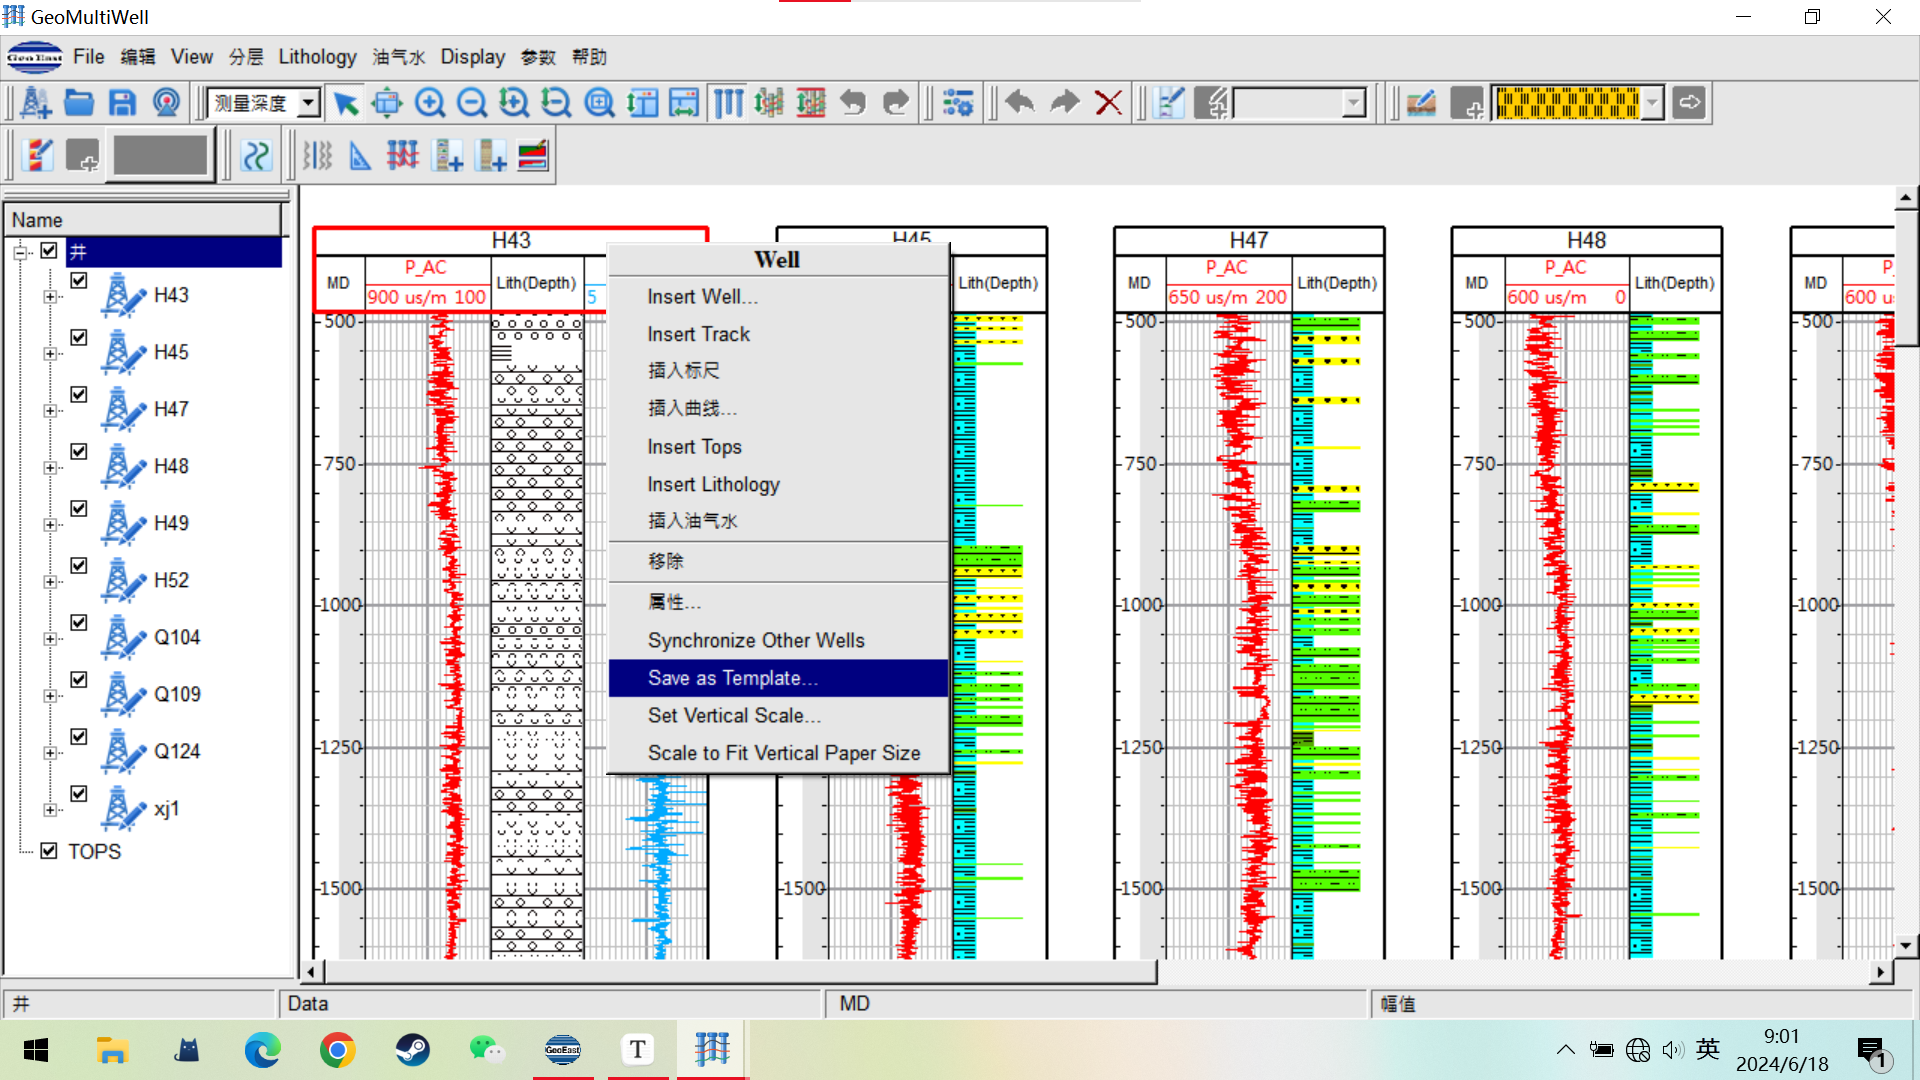 GeoMultiWell
GeoEast File 编辑 View 分层 Lithology 油气水 Display 参数 帮助
测量深度
Name
井
H43
H45
H47
H48
H49
H52
Q104
Q109
Q124
xj1
TOPS
H43
MD
P_AC
900 us/m 100
Lith(Depth)
5
H45
Lith(Depth)
H47
MD
P_AC
650 us/m 200
Lith(Depth)
H48
MD
P_AC
600 us/m 0
Lith(Depth)
MD
P
600 u
500
750
1000
1250
1500
1500
500
750
1000
1250
1500
500
750
1000
1250
1500
500
750
1000
1250
1500
Well
Insert Well...
Insert Track
插入标尺
插入曲线...
Insert Tops
Insert Lithology
插入油气水
移除
属性...
Synchronize Other Wells
Save as Template...
Set Vertical Scale...
Scale to Fit Vertical Paper Size
井
Data
MD
幅值
GeoEast
T
英
9:01
2024/6/18
1